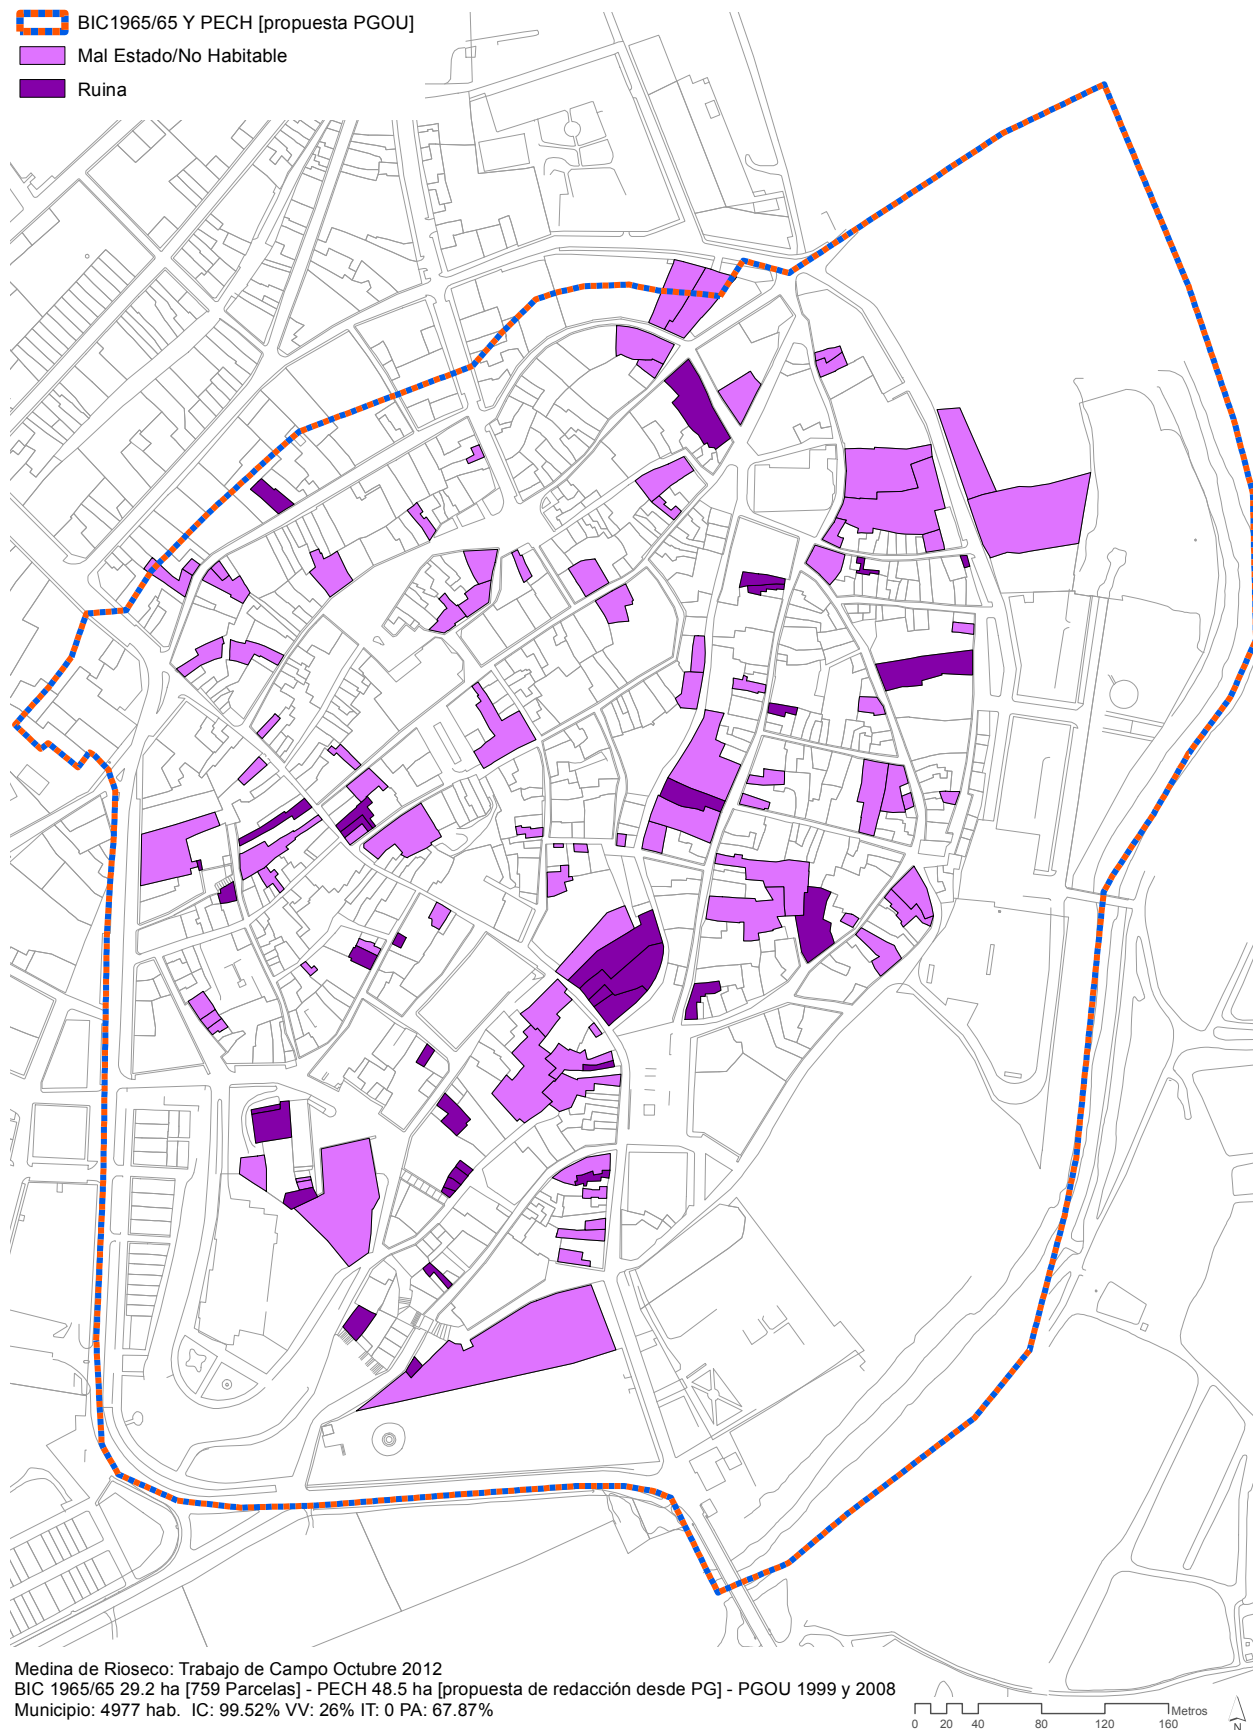 BIC1965/65 Y PECH [propuesta PGOU]
Mal Estado/No Habitable
Ruina
Medina de Rioseco: Trabajo de Campo Octubre 2012
BIC 1965/65 29.2 ha [759 Parcelas] - PECH 48.5 ha [propuesta de redacción desde PG] - PGOU 1999 y 2008
Municipio: 4977 hab. IC: 99.52% VV: 26% IT: 0 PA: 67.87%
Metros
0 20 40 80 120 160
N